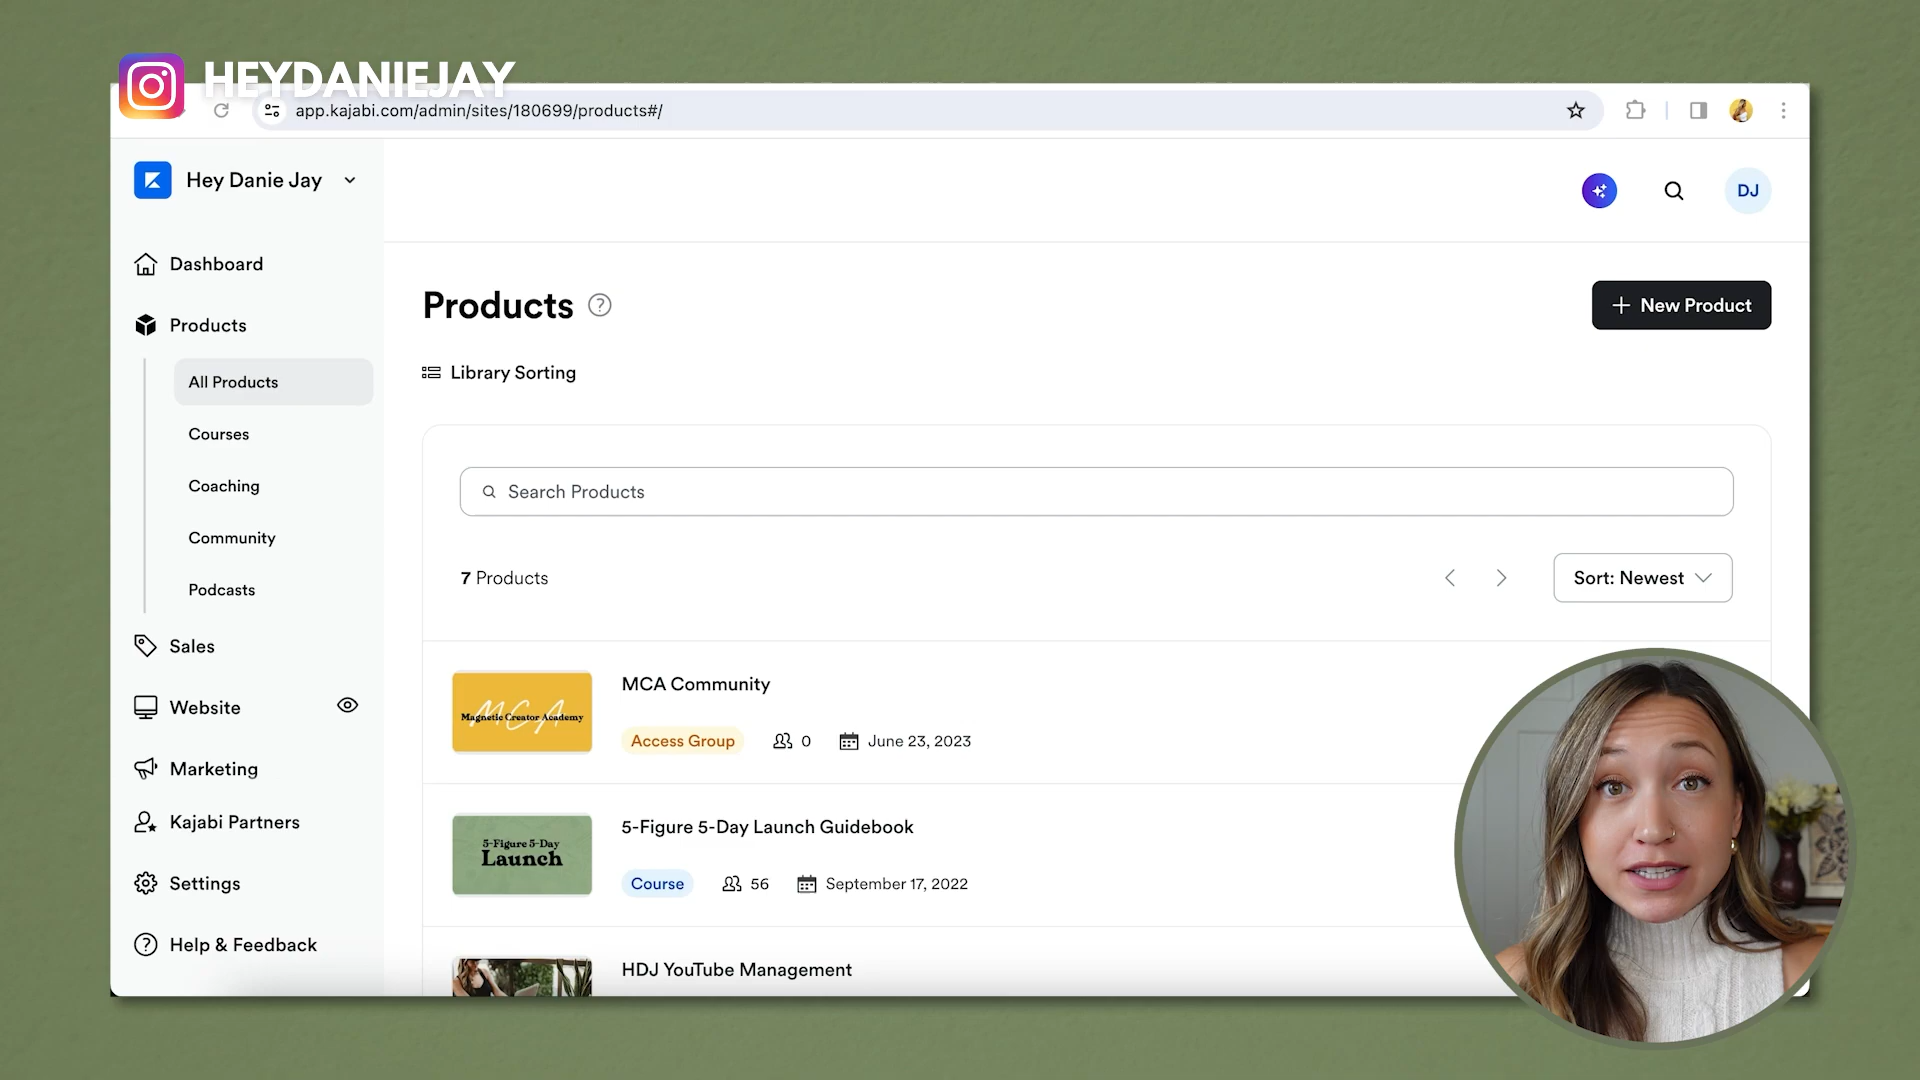 HEYDANIEJAY
app.kajabi.com/admin/sites/180699/products#/
Hey Danie Jay
DJ
Dashboard
Products
All Products
Courses
Coaching
Community
Podcasts
Sales
Website
Marketing
Kajabi Partners
Settings
Help & Feedback
Products
New Product
Library Sorting
Search Products
7 Products
Sort: Newest
MCA
Magnetic Creator Academy
MCA Community
Access Group
0
June 23, 2023
5-Figure 5-Day
Launch
5-Figure 5-Day Launch Guidebook
Course
56
September 17, 2022
HDJ YouTube Management